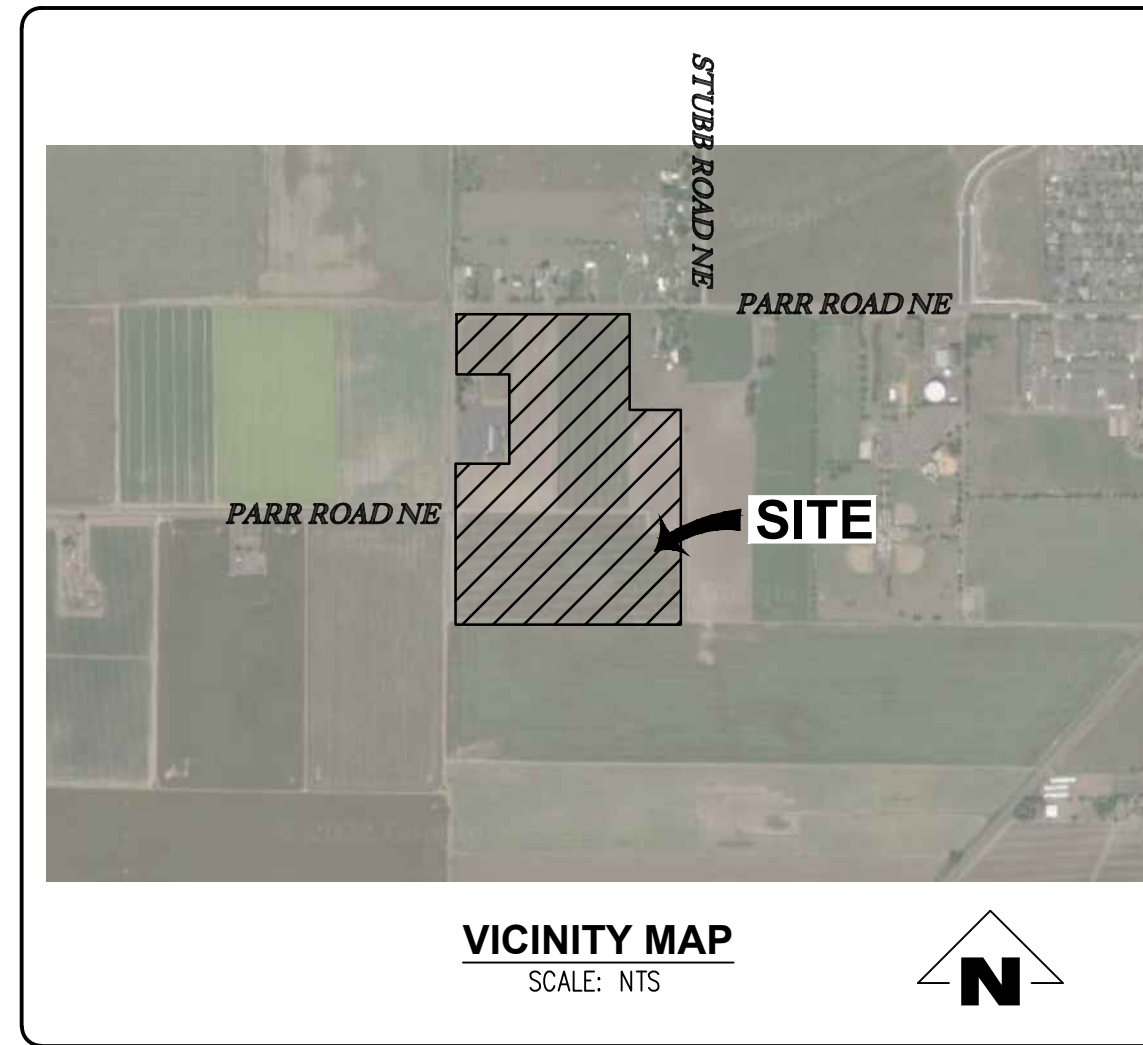 STUBB ROAD NE
PARR ROAD NE
PARR ROAD NE
SITE
VICINITY MAP
SCALE: NTS
N